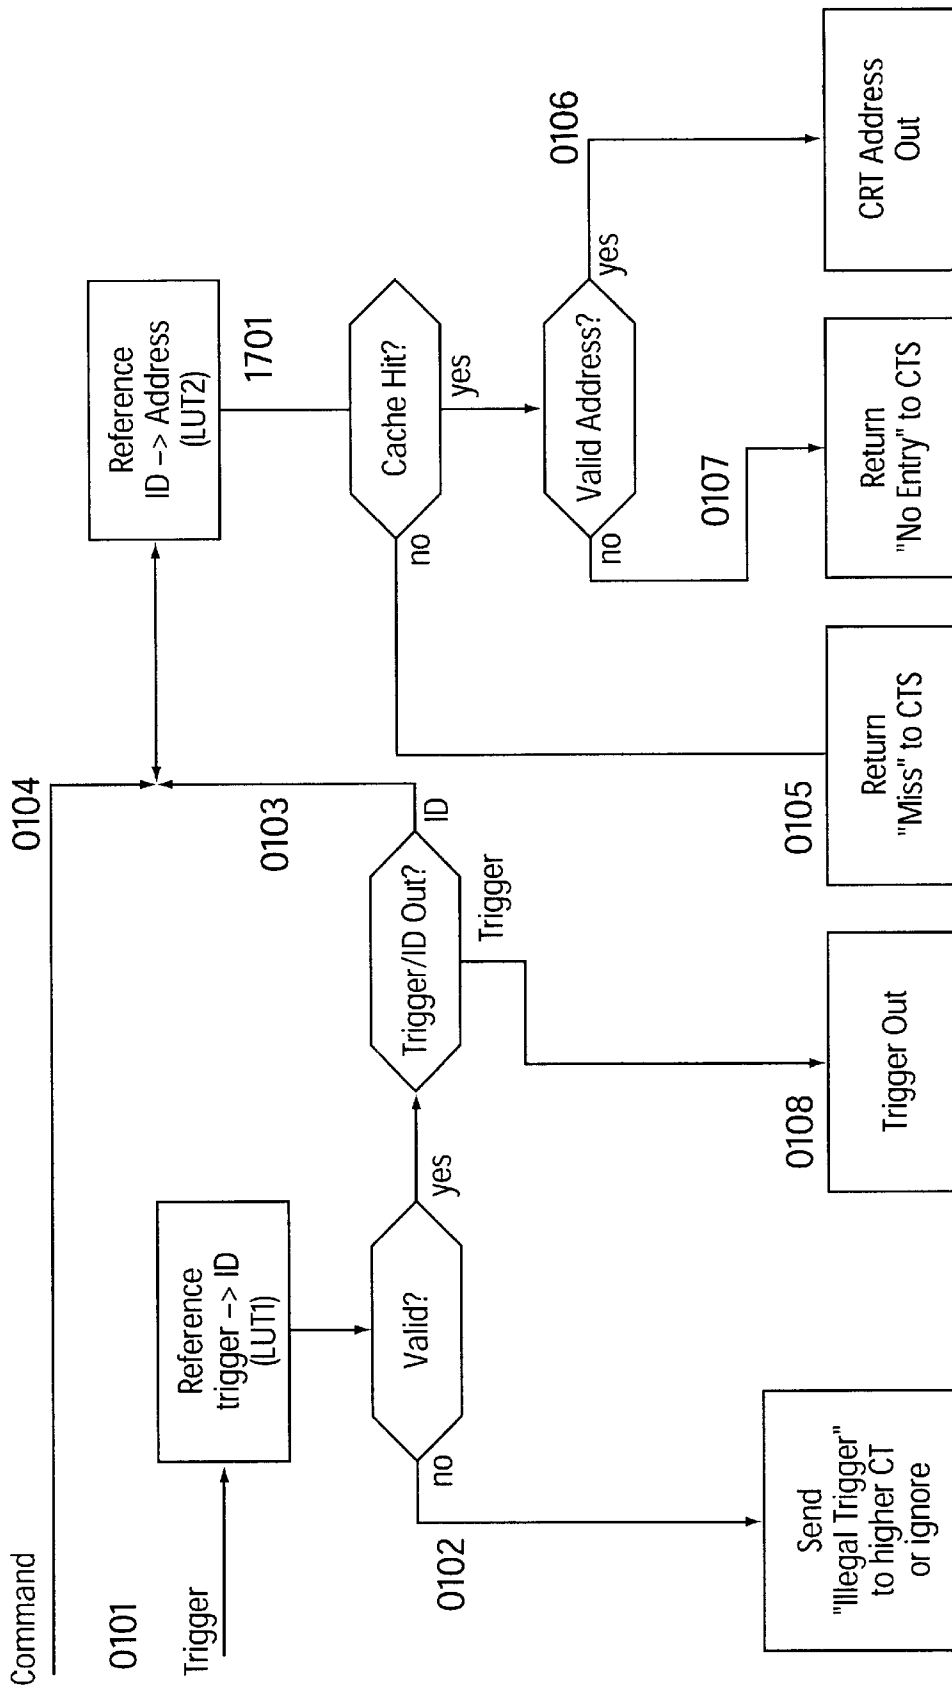 Command
0104
0101
Trigger
Reference
trigger –> ID
(LUT1)
Valid?
no
yes
0102
Send
"Illegal Trigger"
to higher CT
or ignore
Trigger/ID Out?
ID
0103
Trigger
0108
Trigger Out
Reference
ID –> Address
(LUT2)
1701
Cache Hit?
no
yes
0105
Return
"Miss" to CTS
Valid Address?
no
yes
0107
Return
"No Entry" to CTS
0106
CRT Address
Out